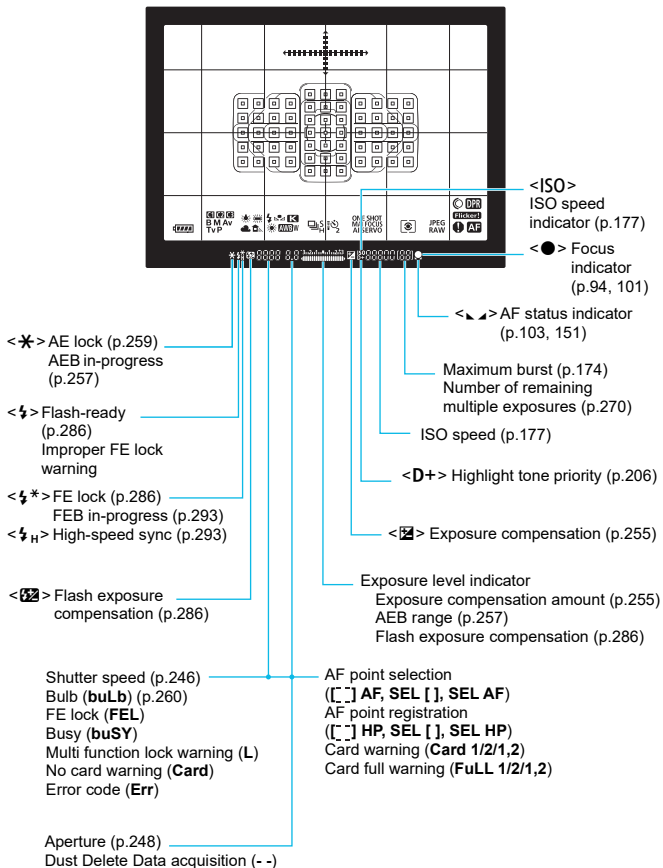 B M Av
Tv P
K
AWB W
S
H
2
ONE SHOT
MAI FOCUS
AI SERVO
JPEG
RAW
DPR
Flicker!
AF
<ISO>
ISO speed
indicator (p.177)
<●> Focus
indicator
(p.94, 101)
<◣ ◢> AF status indicator
(p.103, 151)
Maximum burst (p.174)
Number of remaining
multiple exposures (p.270)
ISO speed (p.177)
<D+> Highlight tone priority (p.206)
<> Exposure compensation (p.255)
Exposure level indicator
Exposure compensation amount (p.255)
AEB range (p.257)
Flash exposure compensation (p.286)
AF point selection
([ ] AF, SEL [ ], SEL AF)
AF point registration
([ ] HP, SEL [ ], SEL HP)
Card warning (Card 1/2/1,2)
Card full warning (FuLL 1/2/1,2)
<✱> AE lock (p.259)
AEB in-progress
(p.257)
<⚡> Flash-ready
(p.286)
Improper FE lock
warning
<⚡*> FE lock (p.286)
FEB in-progress (p.293)
<⚡H> High-speed sync (p.293)
<> Flash exposure
compensation (p.286)
Shutter speed (p.246)
Bulb (buLb) (p.260)
FE lock (FEL)
Busy (buSY)
Multi function lock warning (L)
No card warning (Card)
Error code (Err)
Aperture (p.248)
Dust Delete Data acquisition (- -)